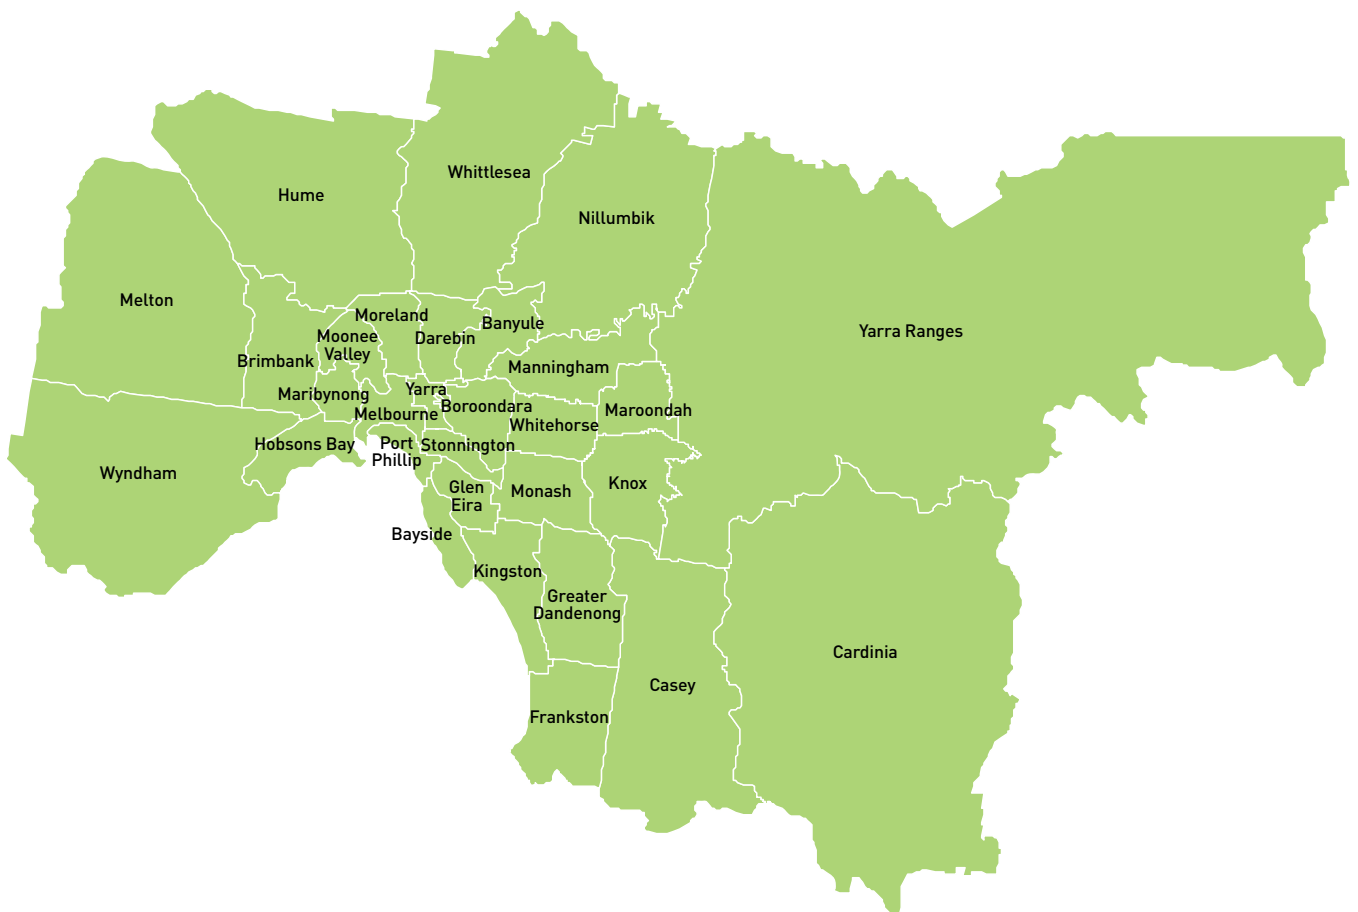 Whittlesea
Hume
Nillumbik
Melton
Moreland
Banyule
Yarra Ranges
Moonee
Valley
Darebin
Brimbank
Manningham
Maribynong
Yarra
Boroondara
Maroondah
Melbourne
Whitehorse
Hobsons Bay
Port
Phillip
Stonnington
Wyndham
Glen
Eira
Monash
Knox
Bayside
Kingston
Greater
Dandenong
Cardinia
Casey
Frankston